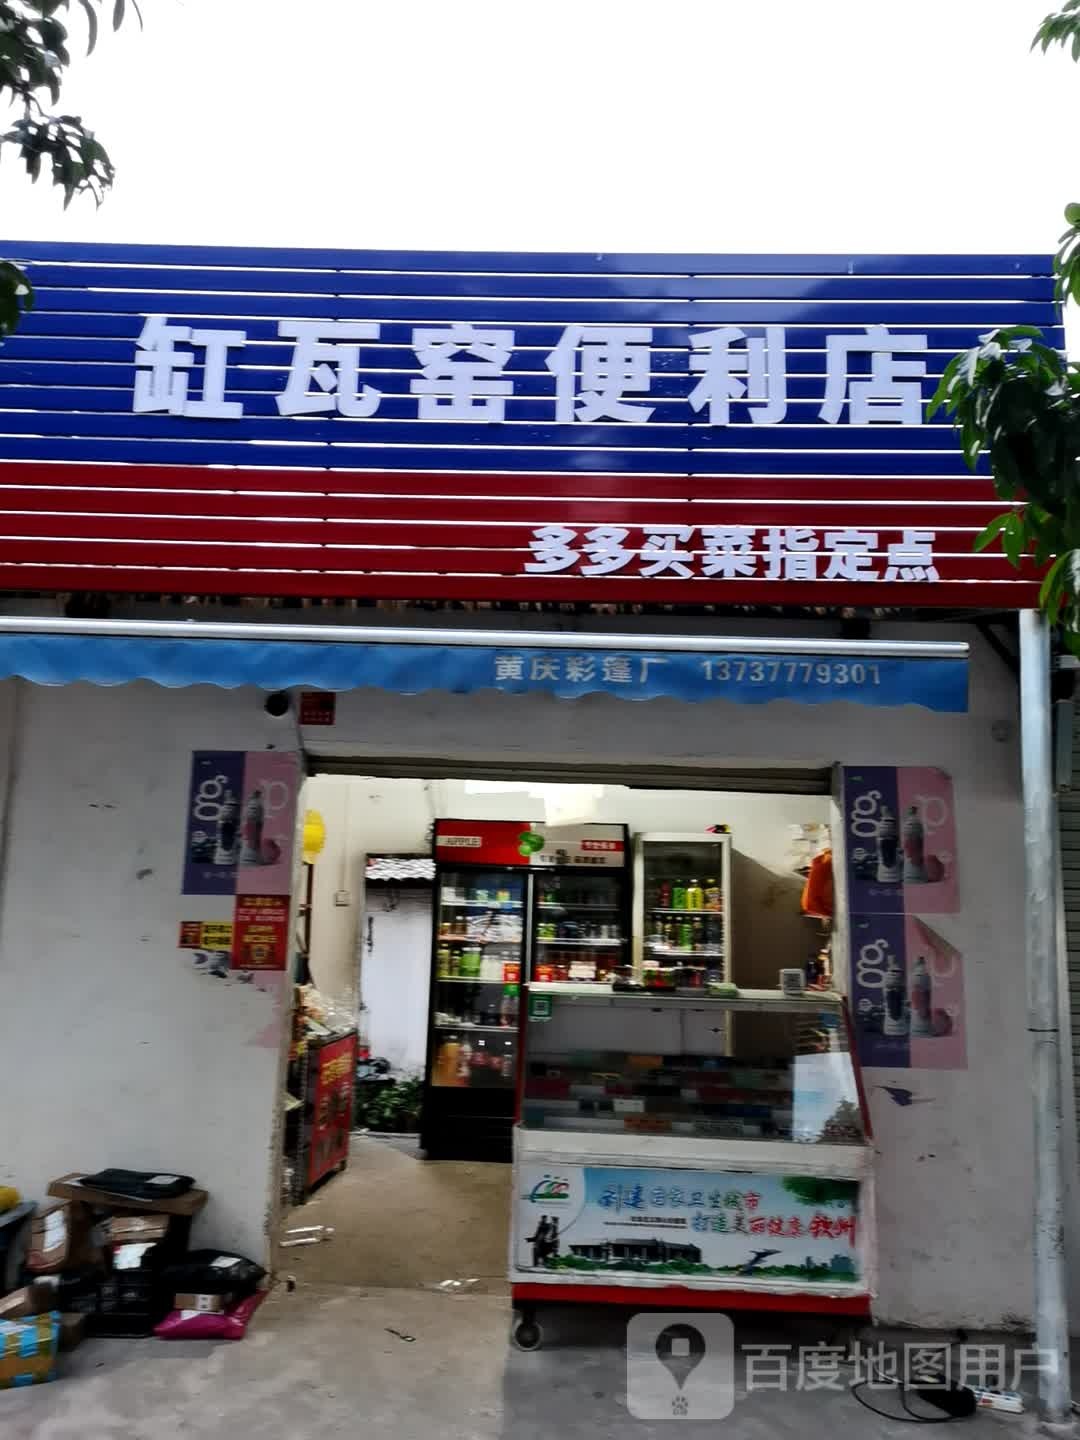 缸瓦窑便利店
多多买菜指定点
黄庆彩篷厂 13737779301
APPPLE
创建国家卫生城市
打造美丽健康钦州
百度地图用户